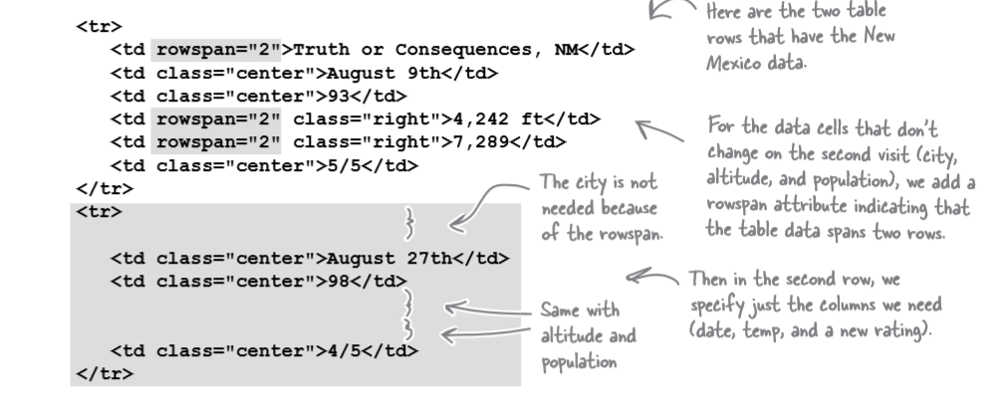 Here are the two table
rows that have the New
Mexico data.
<tr>
<td rowspan="2">Truth or Consequences, NM</td>
<td class="center">August 9th</td>
<td class="center">93</td>
<td rowspan="2" class="right">4,242 ft</td>
<td rowspan="2" class="right">7,289</td>
<td class="center">5/5</td>
</tr>
For the data cells that don't
change on the second visit (city,
altitude, and population), we add a
rowspan attribute indicating that
the table data spans two rows.
<tr>
The city is not
needed because
of the rowspan.
<td class="center">August 27th</td>
<td class="center">98</td>
Then in the second row, we
specify just the columns we need
(date, temp, and a new rating).
Same with
altitude and
population
<td class="center">4/5</td>
</tr>